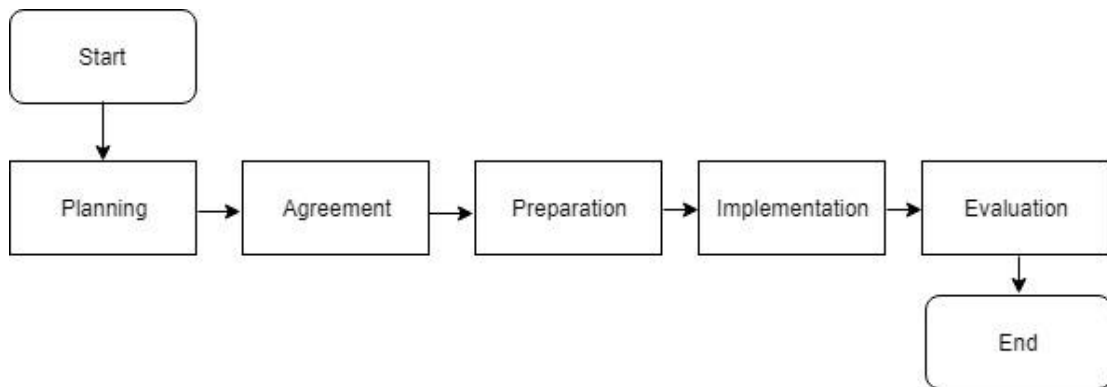 Start
Planning
Agreement
Preparation
Implementation
Evaluation
End